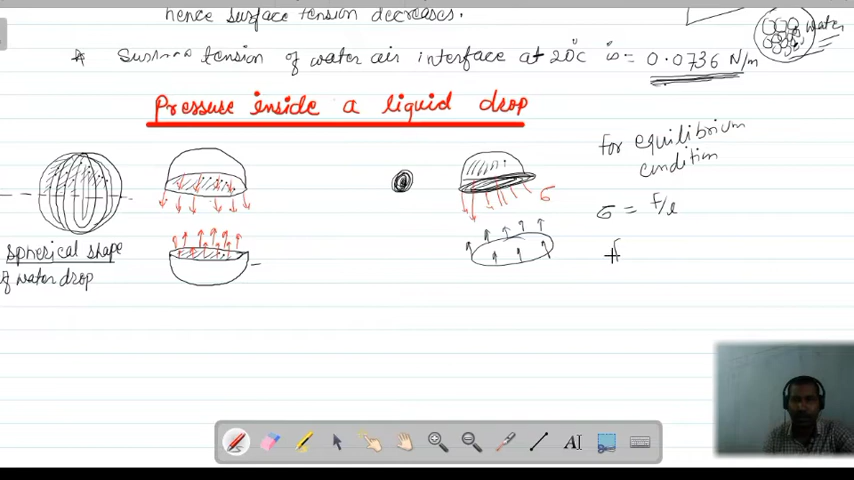 hence surface tension decreases.
water
* tension of water air interface at 20°c is = 0.0736 N/m
Pressure inside a liquid drop
for equilibrium
condition
σ = f/l
σ
f
spherical shape
of water drop
AI